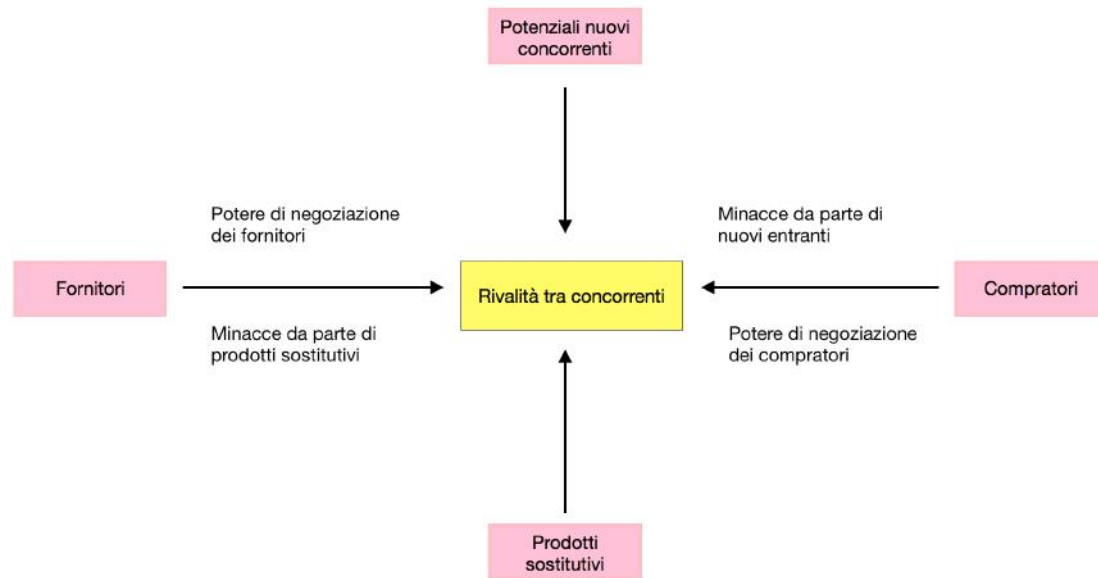 Potenziali nuovi
concorrenti
Potere di negoziazione
dei fornitori
Minacce da parte di
nuovi entranti
Fornitori
Rivalità tra concorrenti
Compratori
Minacce da parte di
prodotti sostitutivi
Potere di negoziazione
dei compratori
Prodotti
sostitutivi